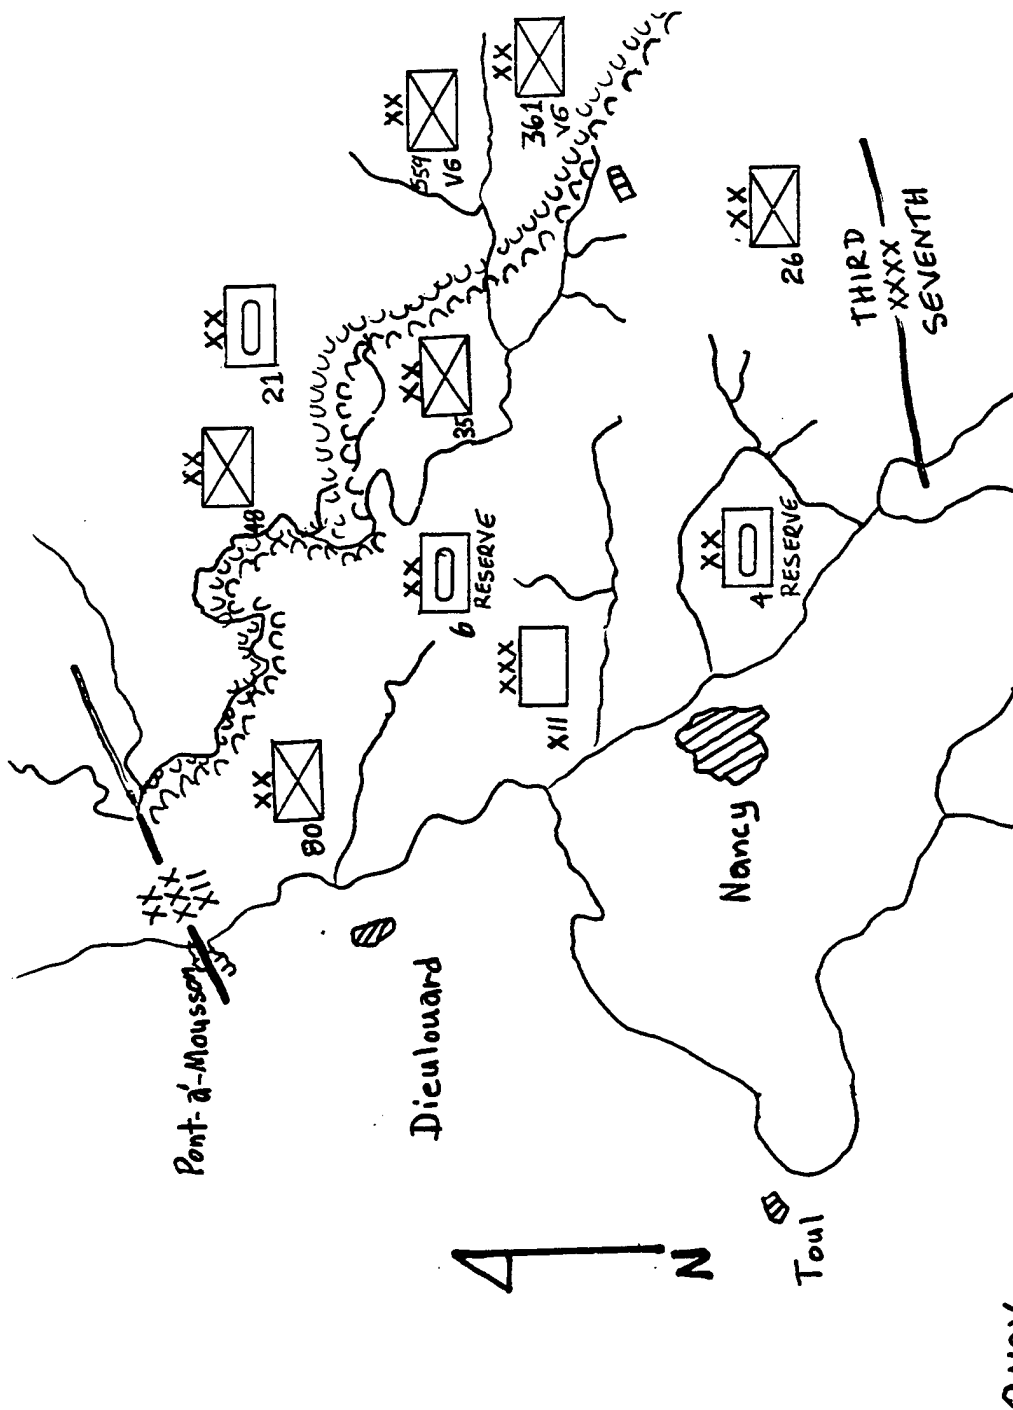 Pont-á-Mousson
XX
XXX
XII
XX
48
XX
21
XX
80
Dieulouard
XX
6
RESERVE
XX
35
XX
559
VG
XXX
XII
XX
361
VG
N
Nancy
XX
4
RESERVE
XX
26
Toul
THIRD
XXXX
SEVENTH